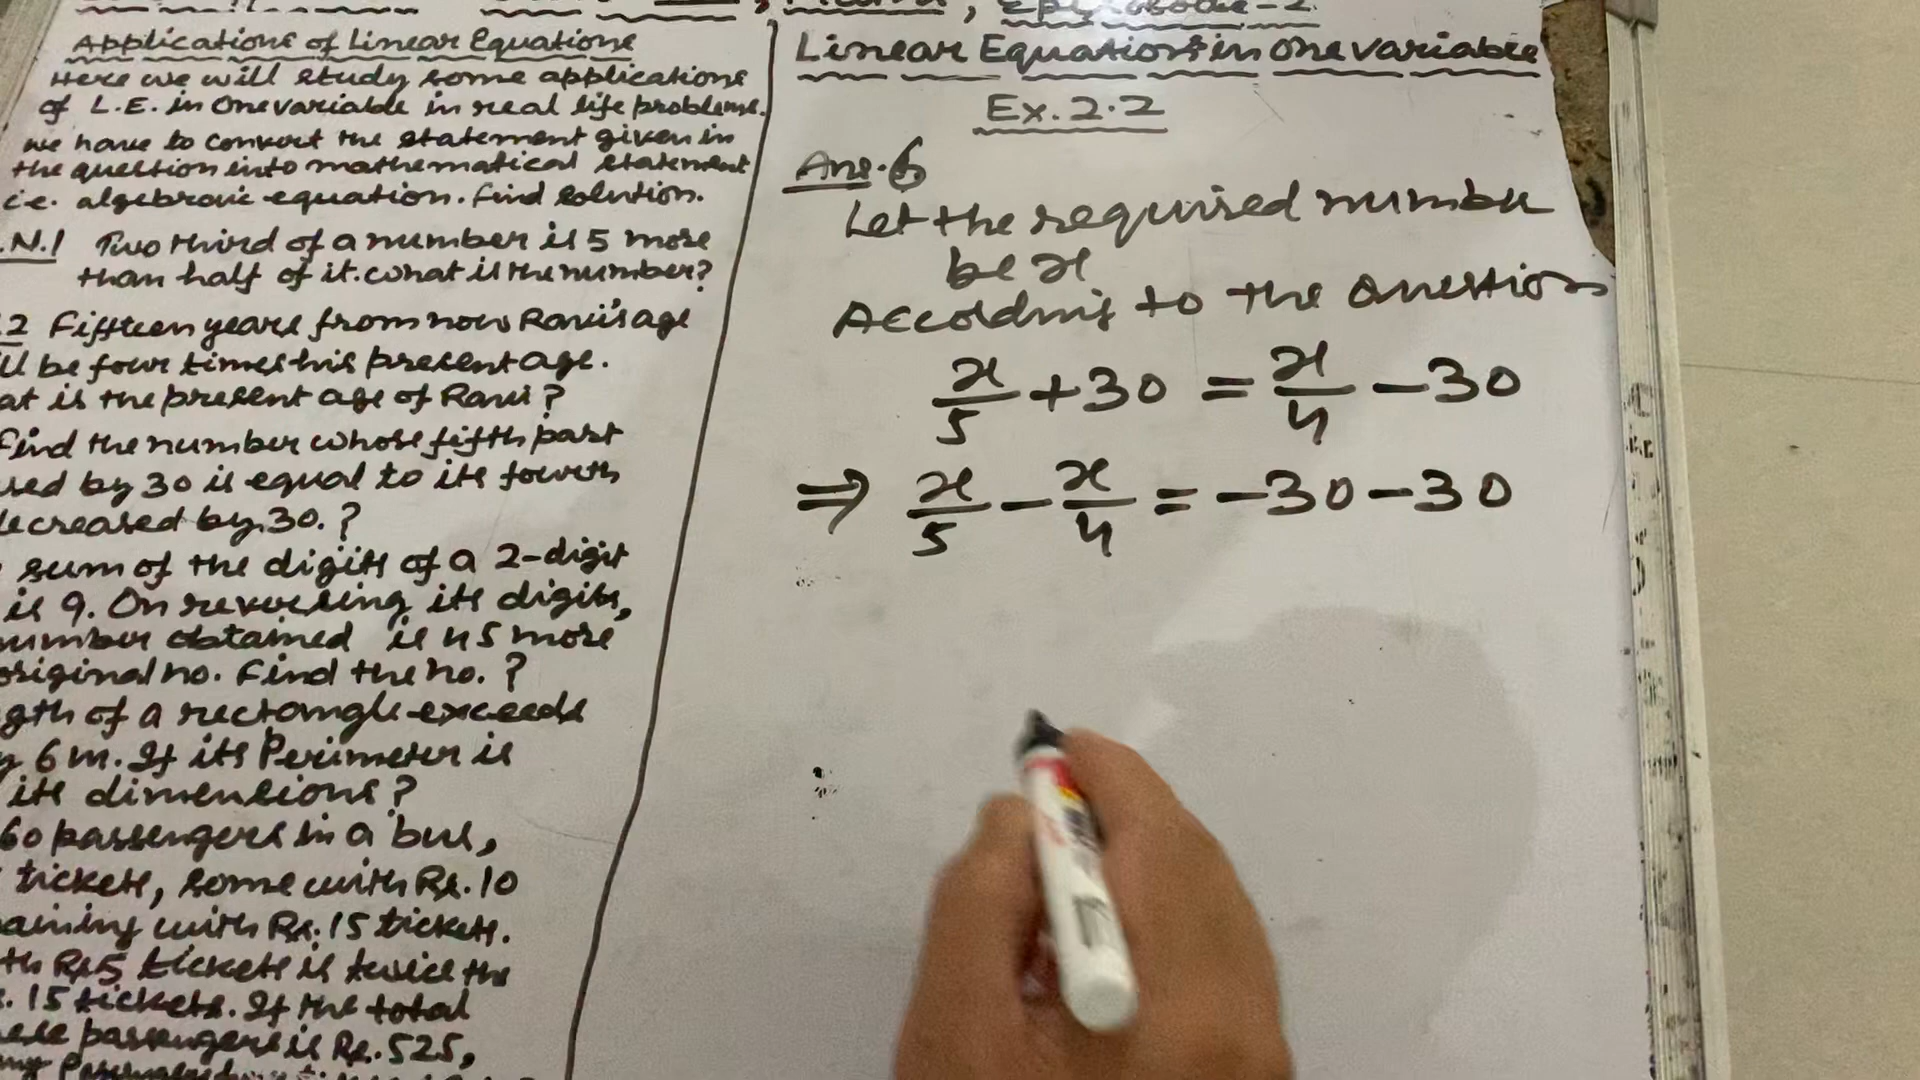 Applications of Linear Equations
Here we will study some applications
of L.E. in One variable in real life problems.
we have to convert the statement given in
the question into mathematical statement
i.e. algebraic equation. Find solution.
.N.1 Two third of a number is 5 more
than half of it. what is the number?
2 Fifteen years from now Ravi's age
ll be four times his present age.
at is the present age of Ravi?
Find the number whose fifth part
sed by 30 is equal to its fourth
decreased by 30. ?
sum of the digits of a 2-digit
is 9. On reversing its digits,
number obtained is 45 more
original no. Find the no. ?
gth of a rectangle exceeds
y 6 m. If its Perimeter is
its dimensions?
60 passengers in a bus,
tickets, some with Rs. 10
aining with Rs. 15 tickets.
th Rs tickets is twice the
. 15 tickets. If the total
these passengers is Rs. 525,
Linear Equations in One variable
Ex. 2.2
Ans. 6
Let the required number
be x
According to the Question
x/5 + 30 = x/4 - 30
⇒ x/5 - x/4 = -30 - 30